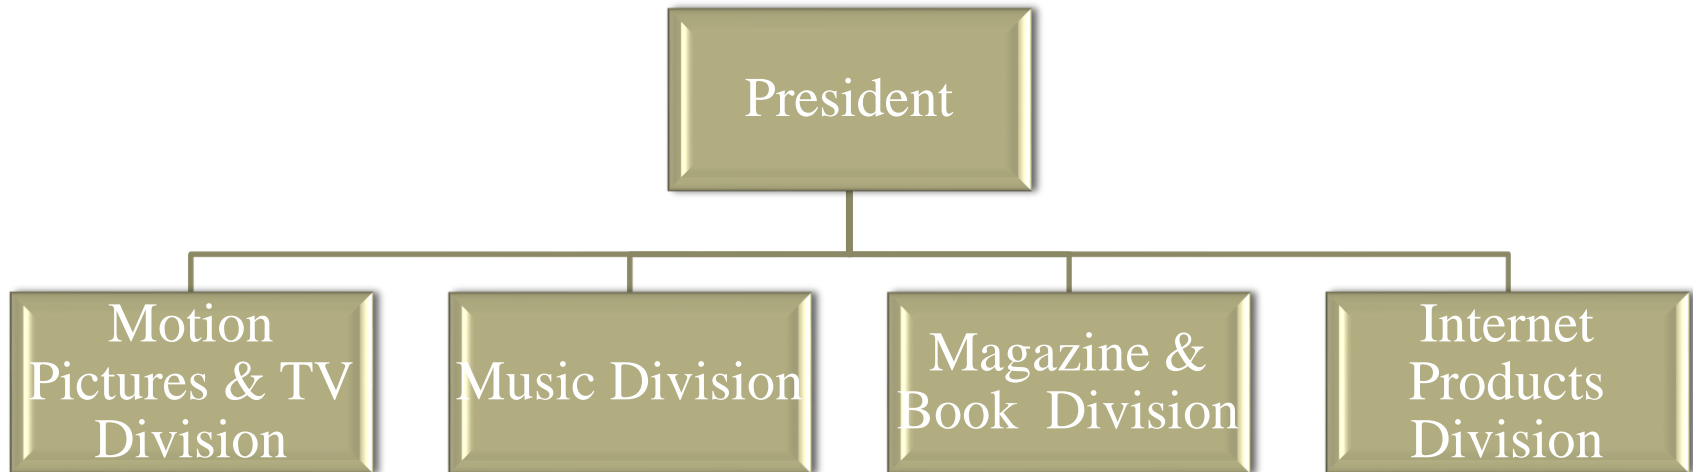 President
Motion
Pictures & TV
Division
Music Division
Magazine &
Book  Division
Internet
Products
Division